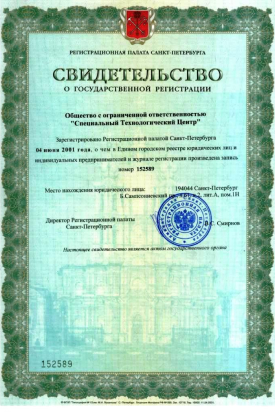 РЕГИСТРАЦИОННАЯ ПАЛАТА САНКТ-ПЕТЕРБУРГА
СВИДЕТЕЛЬСТВО
О ГОСУДАРСТВЕННОЙ РЕГИСТРАЦИИ
Общество с ограниченной ответственностью
"Специальный Технологический Центр"
Зарегистрировано Регистрационной палатой Санкт-Петербурга
04 июня 2001 года, о чем в Едином городском реестре юридических лиц и
индивидуальных предпринимателей и журнале регистрации произведена запись
номер 152589
Место нахождения юридического лица: 194044 Санкт-Петербург
Б.Сампсониевский лит.А, пом.1Н
Директор Регистрационной палаты
Санкт-Петербурга
Смирнов
Настоящее свидетельство является актом государственного органа
152589